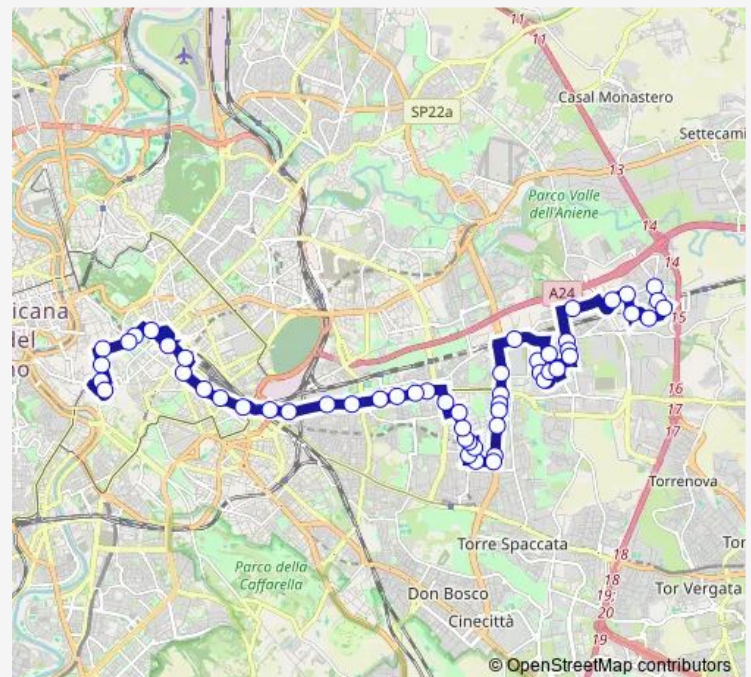 11
11
Casal Monastero
SP22a
Settecami
13
Parco Valle
dell'Aniene
14
14
A24
icana
del
no
15
16
17
17
Torrenova
Torre Spaccata
18
Tor
Parco della
Caffarella
Don Bosco
18
19;
Tor Vergata
20
Cinecittà
19
© OpenStreetMap contributors